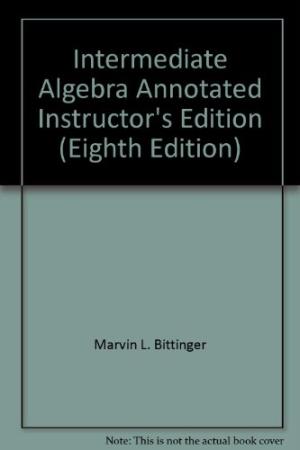 Intermediate
Algebra Annotated
Instructor's Edition
(Eighth Edition)
Marvin L. Bittinger
Note: This is not the actual book cover